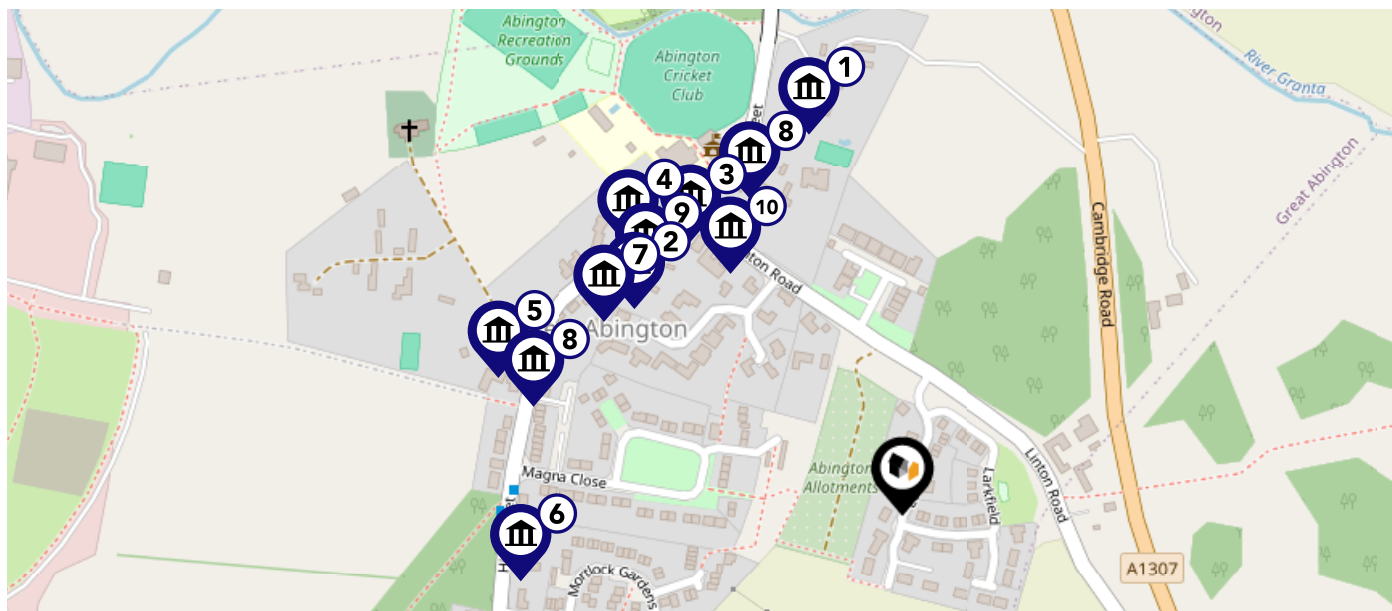 Abington
Recreation
Grounds
Abington
Cricket
Club
ngton
River Granta
Great Abington
1
8
4
3
9
10
2
7
Linton Road
Cambridge Road
5
8
Abington
Magna Close
Abington
Allotments
Larkfield
Linton Road
6
Mortlock Gardens
A1307